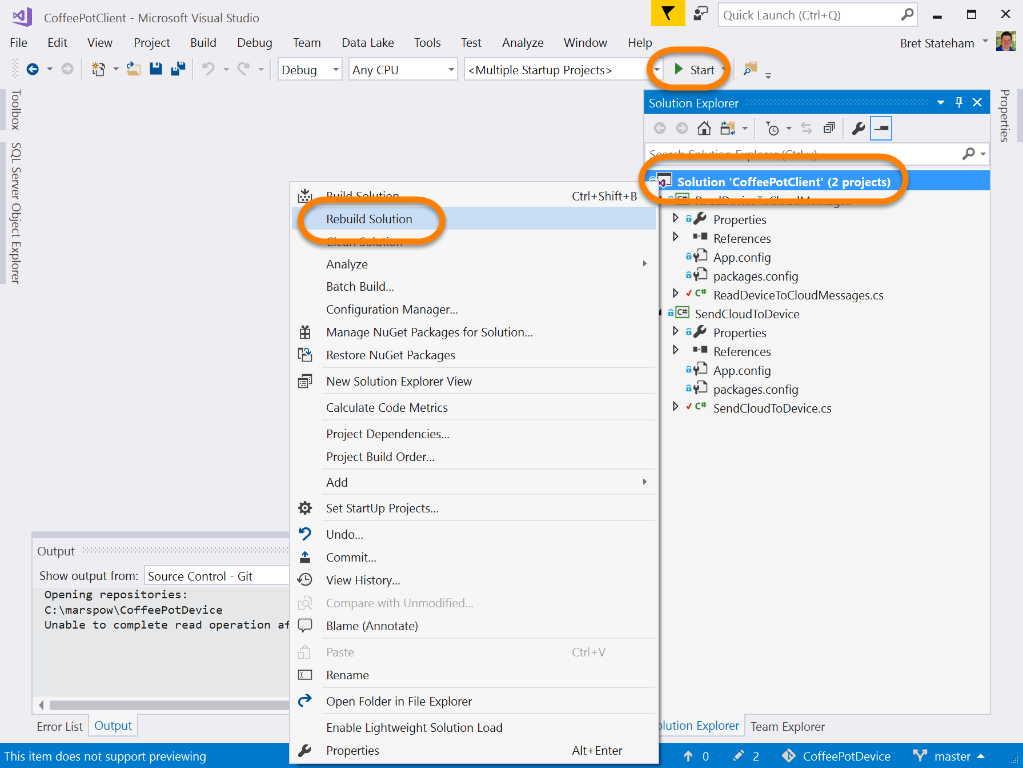 CoffeePotClient - Microsoft Visual Studio
Quick Launch (Ctrl+Q)
File Edit View Project Build Debug Team Data Lake Tools Test Analyze Window Help
Bret Stateham
Debug Any CPU <Multiple Startup Projects> Start
Toolbox
SQL Server Object Explorer
Properties
Solution Explorer
Search Solution Explorer (Ctrl+;)
Solution 'CoffeePotClient' (2 projects)
ReadDeviceToCloudMessages
Properties
References
App.config
packages.config
C# ReadDeviceToCloudMessages.cs
C# SendCloudToDevice
Properties
References
App.config
packages.config
C# SendCloudToDevice.cs
Build Solution Ctrl+Shift+B
Rebuild Solution
Clean Solution
Analyze
Batch Build...
Configuration Manager...
Manage NuGet Packages for Solution...
Restore NuGet Packages
New Solution Explorer View
Calculate Code Metrics
Project Dependencies...
Project Build Order...
Add
Set StartUp Projects...
Undo...
Commit...
View History...
Compare with Unmodified...
Blame (Annotate)
Paste Ctrl+V
Rename
Open Folder in File Explorer
Enable Lightweight Solution Load
Properties Alt+Enter
Output
Show output from: Source Control - Git
Opening repositories:
C:\marspow\CoffeePotDevice
Unable to complete read operation af
Error List Output
olution Explorer Team Explorer
This item does not support previewing
0 2 CoffeePotDevice master